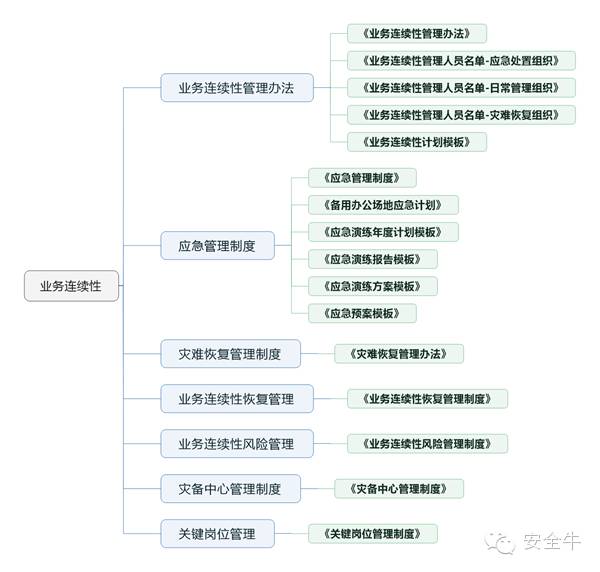 业务连续性
业务连续性管理办法
《业务连续性管理办法》
《业务连续性管理人员名单-应急处置组织》
《业务连续性管理人员名单-日常管理组织》
《业务连续性管理人员名单-灾难恢复组织》
《业务连续性计划模板》
应急管理制度
《应急管理制度》
《备用办公场地应急计划》
《应急演练年度计划模板》
《应急演练报告模板》
《应急演练方案模板》
《应急预案模板》
灾难恢复管理制度
《灾难恢复管理办法》
业务连续性恢复管理
《业务连续性恢复管理制度》
业务连续性风险管理
《业务连续性风险管理制度》
灾备中心管理制度
《灾备中心管理制度》
关键岗位管理
《关键岗位管理制度》
安全牛